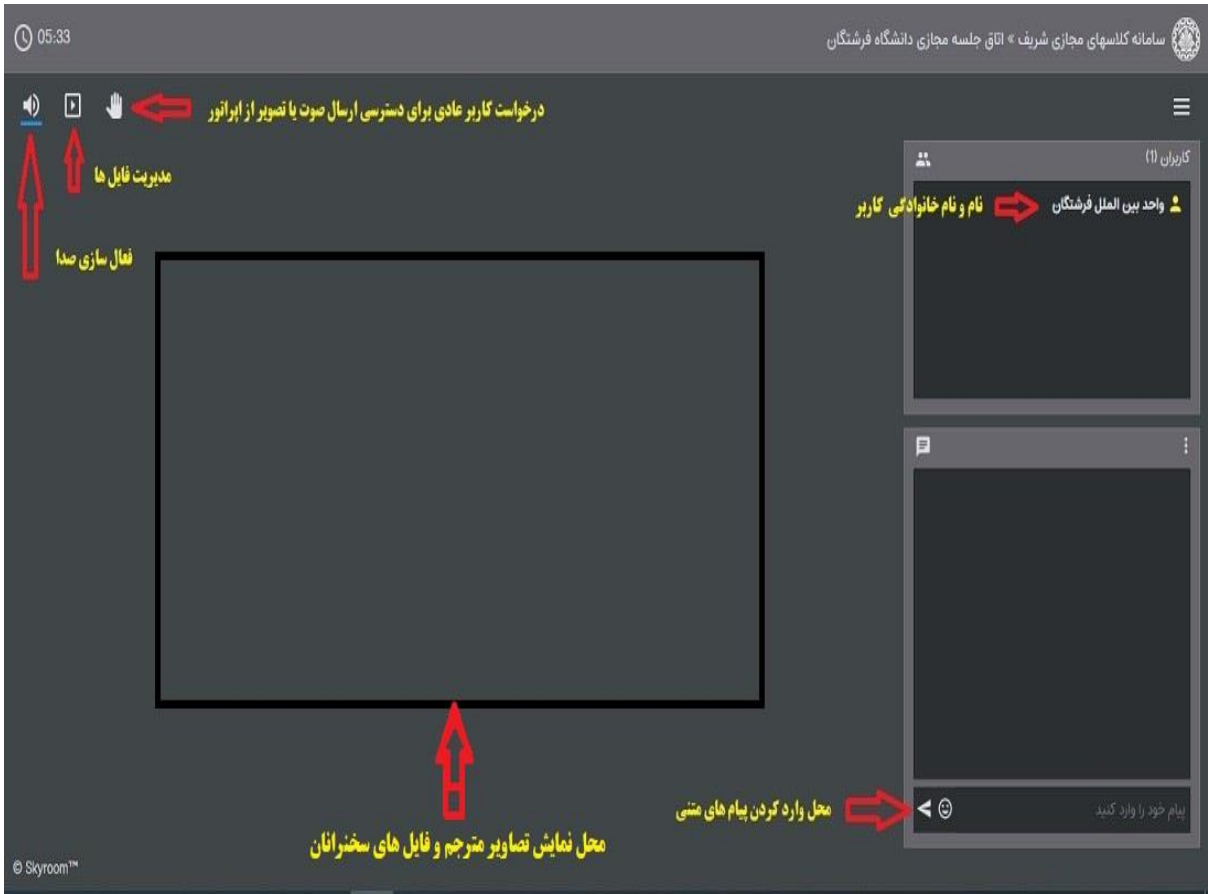 سامانه کلاسهای مجازی شریف » اتاق جلسه مجازی دانشگاه فرشتگان
05:33
درخواست کاربر عادی برای دسترسی ارسال صوت یا تصویر از اپراتور
مدیریت فایل ها
فعال سازی صدا
کاربران (1)
واحد بین الملل فرشتگان
نام و نام خانوادگی کاربر
محل وارد کردن پیام های متنی
پیام خود را وارد کنید
محل نمایش تصاویر مترجم و فایل های سخنرانان
© Skyroom™